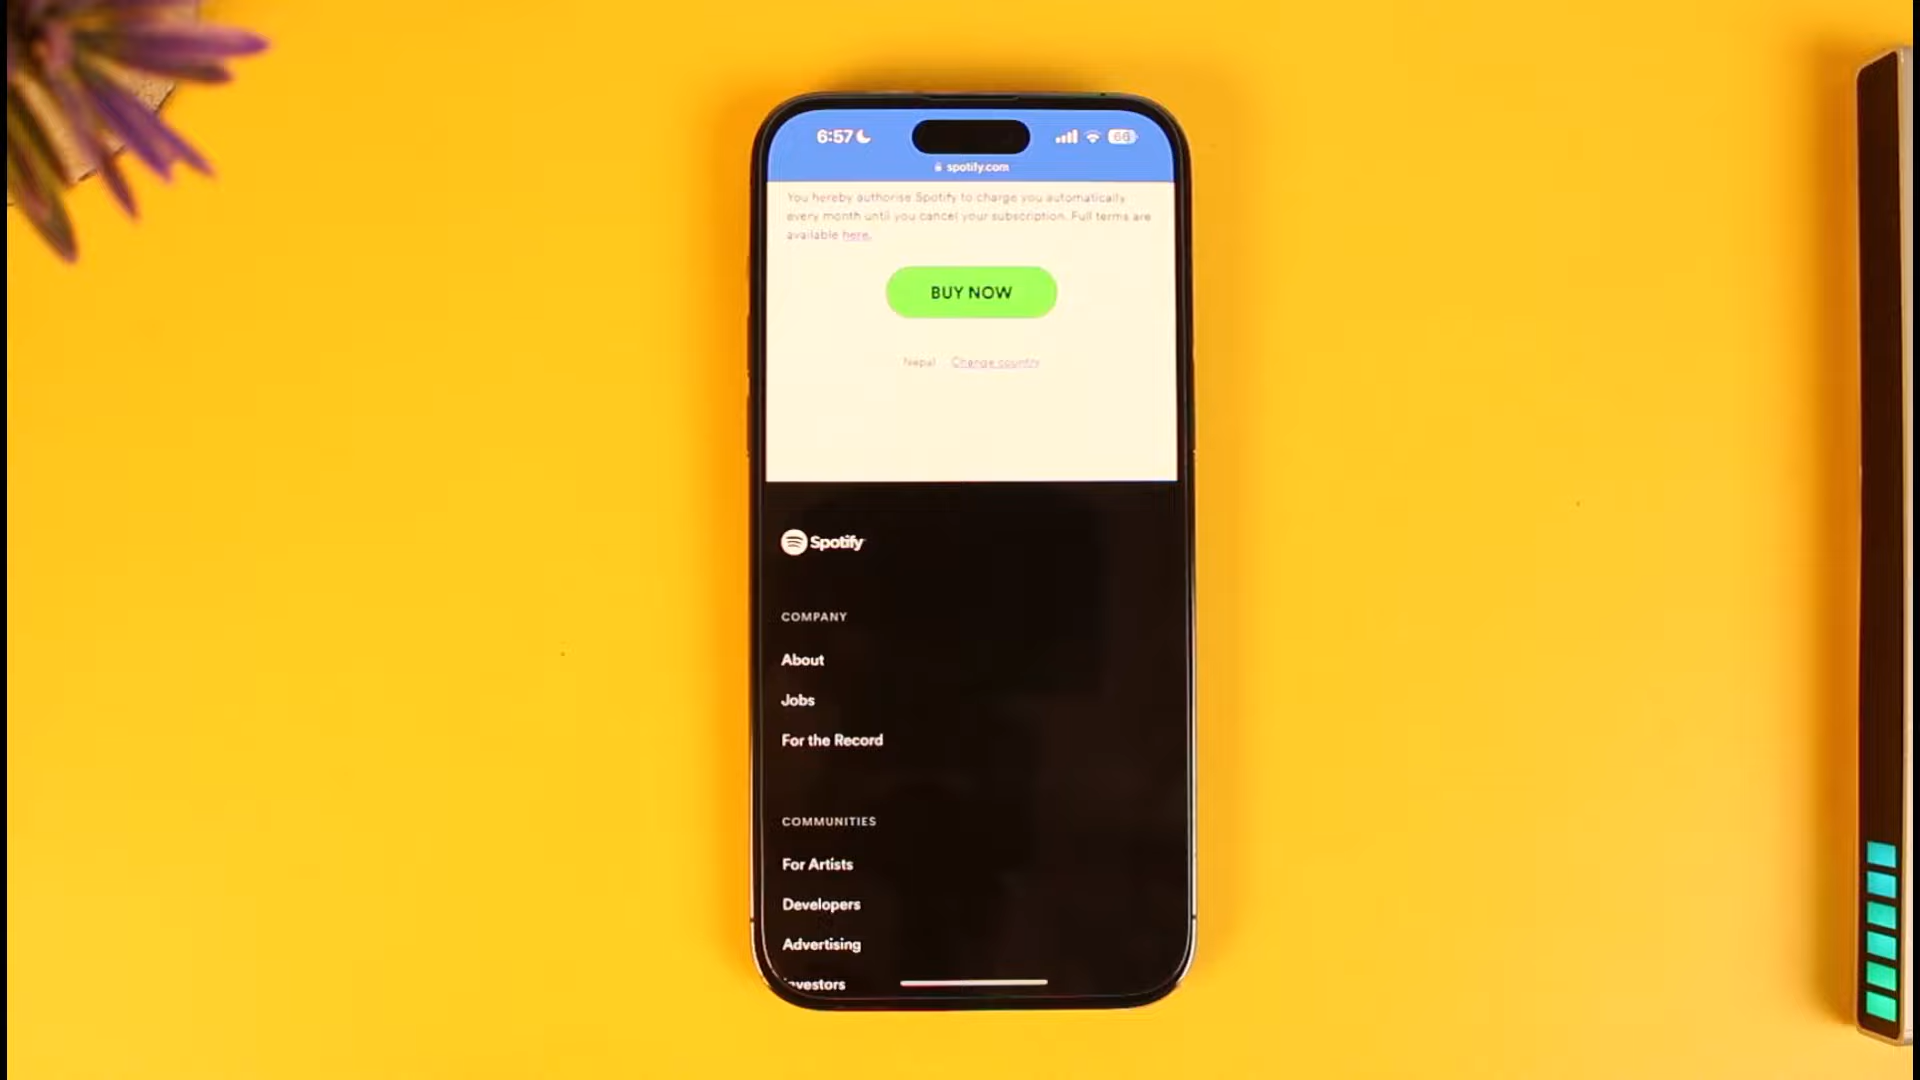 6:57
66
spotify.com
You hereby authorise Spotify to charge you automatically
every month until you cancel your subscription. Full terms are
available here.
BUY NOW
Nepal Change country
Spotify
COMPANY
About
Jobs
For the Record
COMMUNITIES
For Artists
Developers
Advertising
Investors